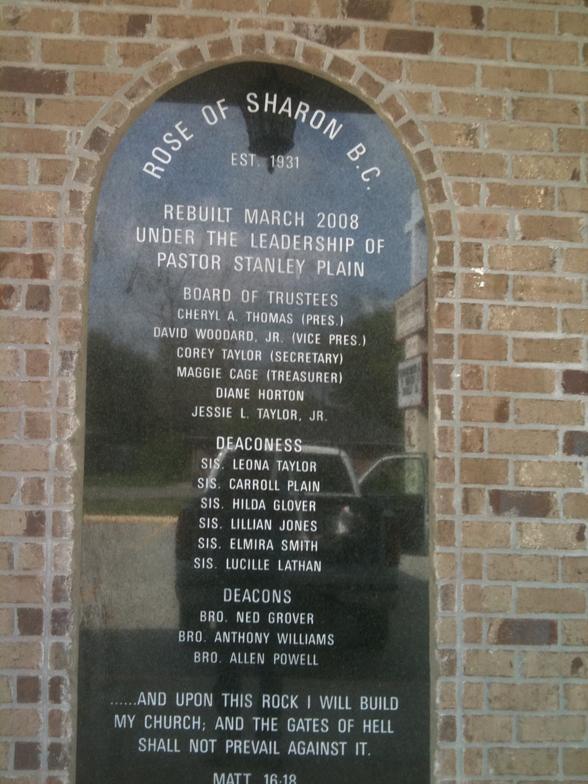 ROSE OF SHARON B.C.
EST. 1931
REBUILT MARCH 2008
UNDER THE LEADERSHIP OF
PASTOR STANLEY PLAIN
BOARD OF TRUSTEES
CHERYL A. THOMAS (PRES.)
DAVID WOODARD, JR. (VICE PRES.)
COREY TAYLOR (SECRETARY)
MAGGIE CAGE (TREASURER)
DIANE HORTON
JESSIE L. TAYLOR, JR.
DEACONESS
SIS. LEONA TAYLOR
SIS. CARROLL PLAIN
SIS. HILDA GLOVER
SIS. LILLIAN JONES
SIS. ELMIRA SMITH
SIS. LUCILLE LATHAN
DEACONS
BRO. NED GROVER
BRO. ANTHONY WILLIAMS
BRO. ALLEN POWELL
......AND UPON THIS ROCK I WILL BUILD
MY CHURCH; AND THE GATES OF HELL
SHALL NOT PREVAIL AGAINST IT.
MATT. 16:18